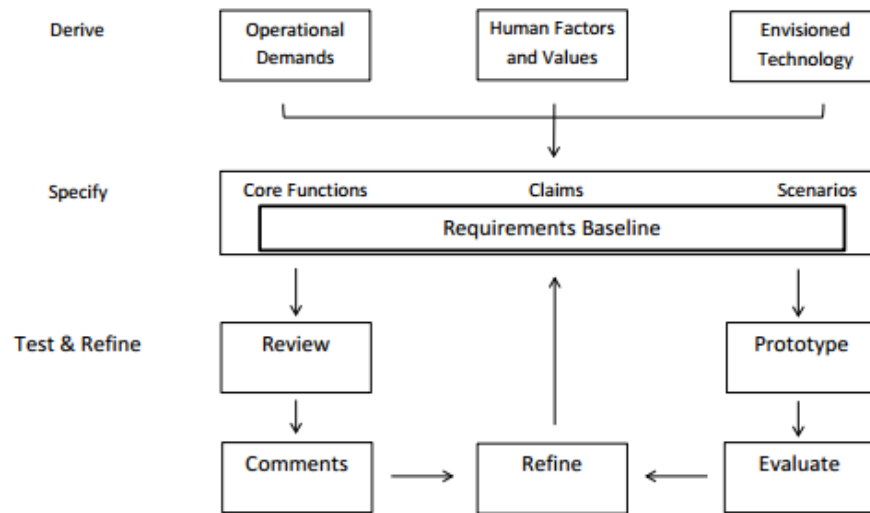 Derive
Operational
Demands
Human Factors
and Values
Envisioned
Technology
Specify
Core Functions
Claims
Scenarios
Requirements Baseline
Test & Refine
Review
Prototype
Comments
Refine
Evaluate